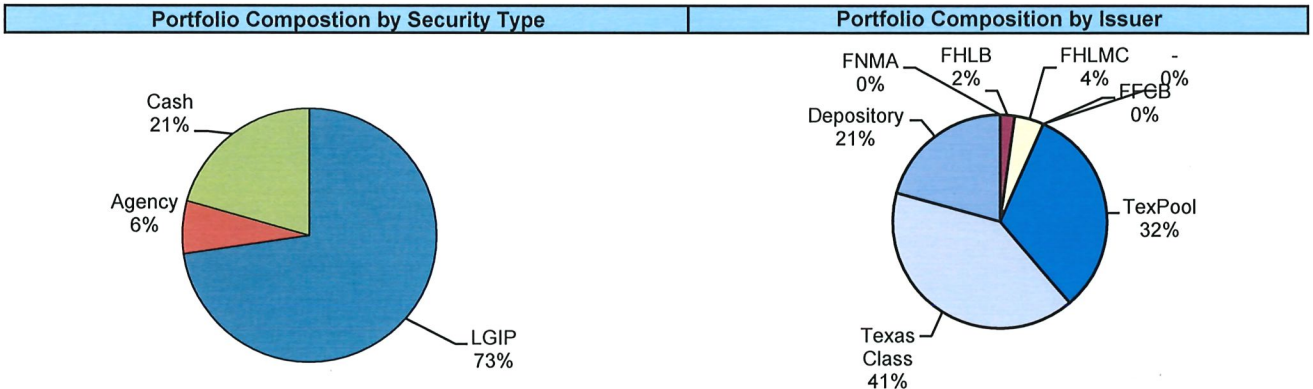 Portfolio Compostion by Security Type
Portfolio Composition by Issuer
Cash
21%
Agency
6%
LGIP
73%
FNMA
0%
FHLB
2%
FHLMC
4%
-
0%
FFCB
0%
Depository
21%
TexPool
32%
Texas
Class
41%